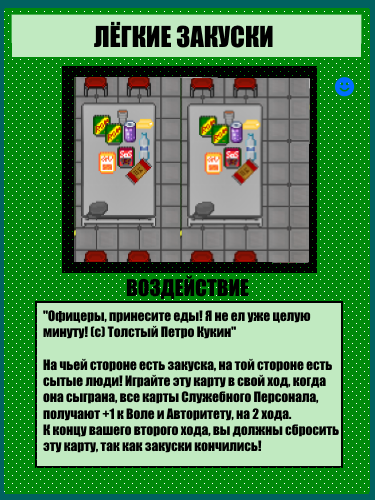 ЛЁГКИЕ ЗАКУСКИ
ВОЗДЕЙСТВИЕ
"Офицеры, принесите еды! Я не ел уже целую
минуту! (с) Толстый Петро Кукин"
На чьей стороне есть закуска, на той стороне есть
сытые люди! Играйте эту карту в свой ход, когда
она сыграна, все карты Служебного Персонала,
получают +1 к Воле и Авторитету, на 2 хода.
К концу вашего второго хода, вы должны сбросить
эту карту, так как закуски кончились!